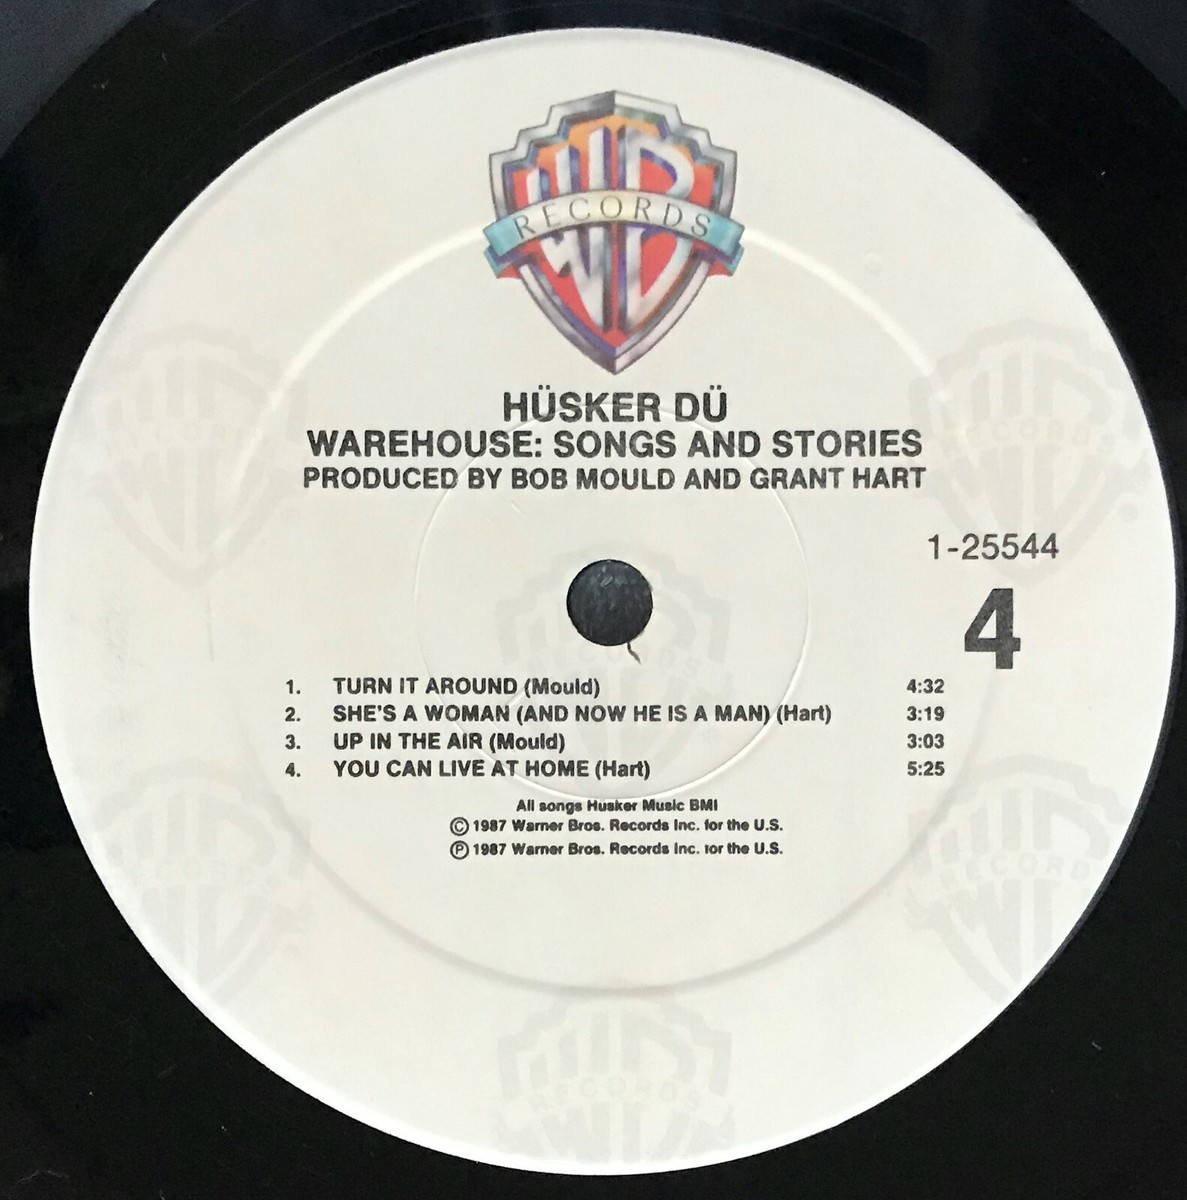 WB
RECORDS
HÜSKER DÜ
WAREHOUSE: SONGS AND STORIES
PRODUCED BY BOB MOULD AND GRANT HART
1-25544
4
1. TURN IT AROUND (Mould) 4:32
2. SHE'S A WOMAN (AND NOW HE IS A MAN) (Hart) 3:19
3. UP IN THE AIR (Mould) 3:03
4. YOU CAN LIVE AT HOME (Hart) 5:25
All songs Husker Music BMI
© 1987 Warner Bros. Records Inc. for the U.S.
℗ 1987 Warner Bros. Records Inc. for the U.S.